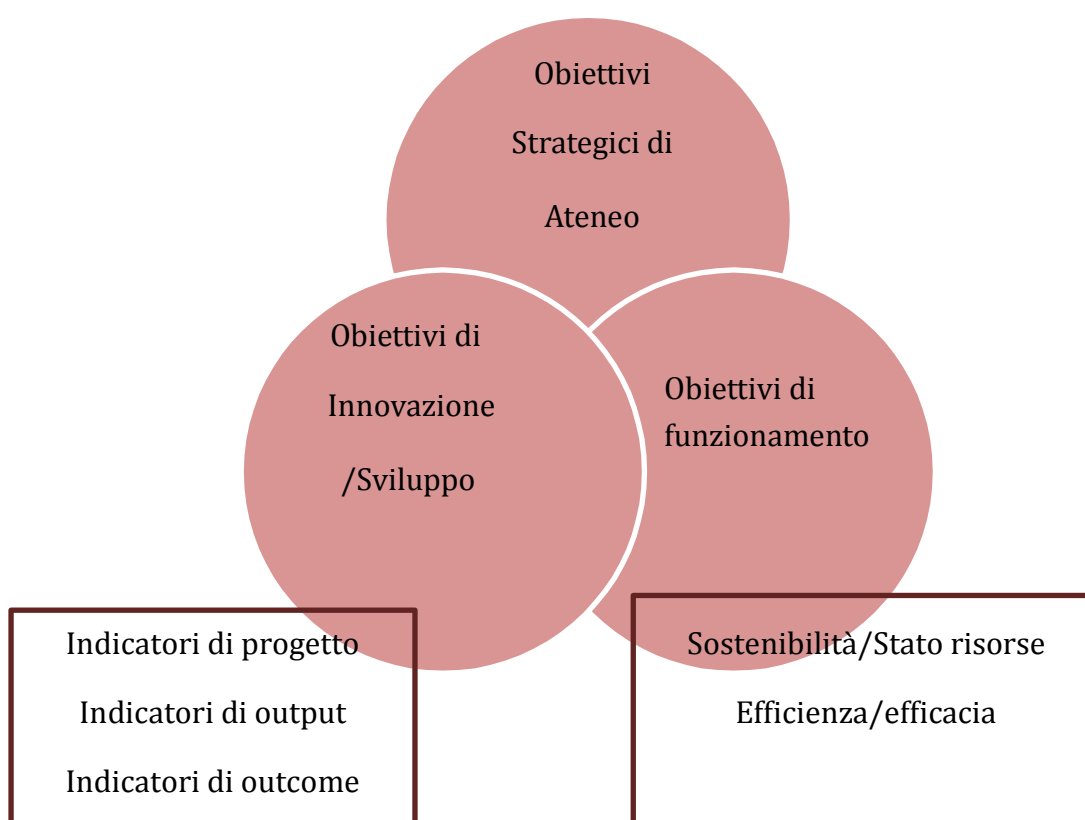 Obiettivi
Strategici di
Ateneo
Obiettivi di
Innovazione
/Sviluppo
Obiettivi di
funzionamento
Indicatori di progetto
Indicatori di output
Indicatori di outcome
Sostenibilità/Stato risorse
Efficienza/efficacia